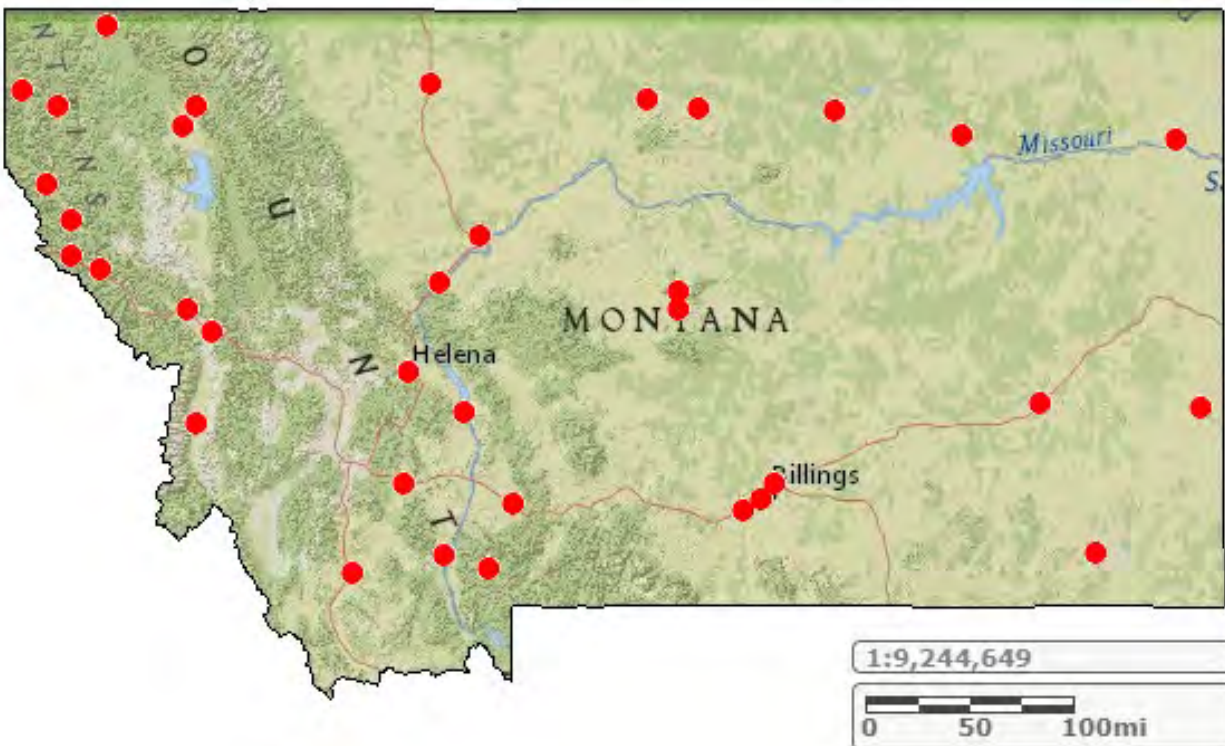 N T I N S
O U N T
Missouri
S
MONTANA
Helena
Billings
1:9,244,649
0 50 100mi